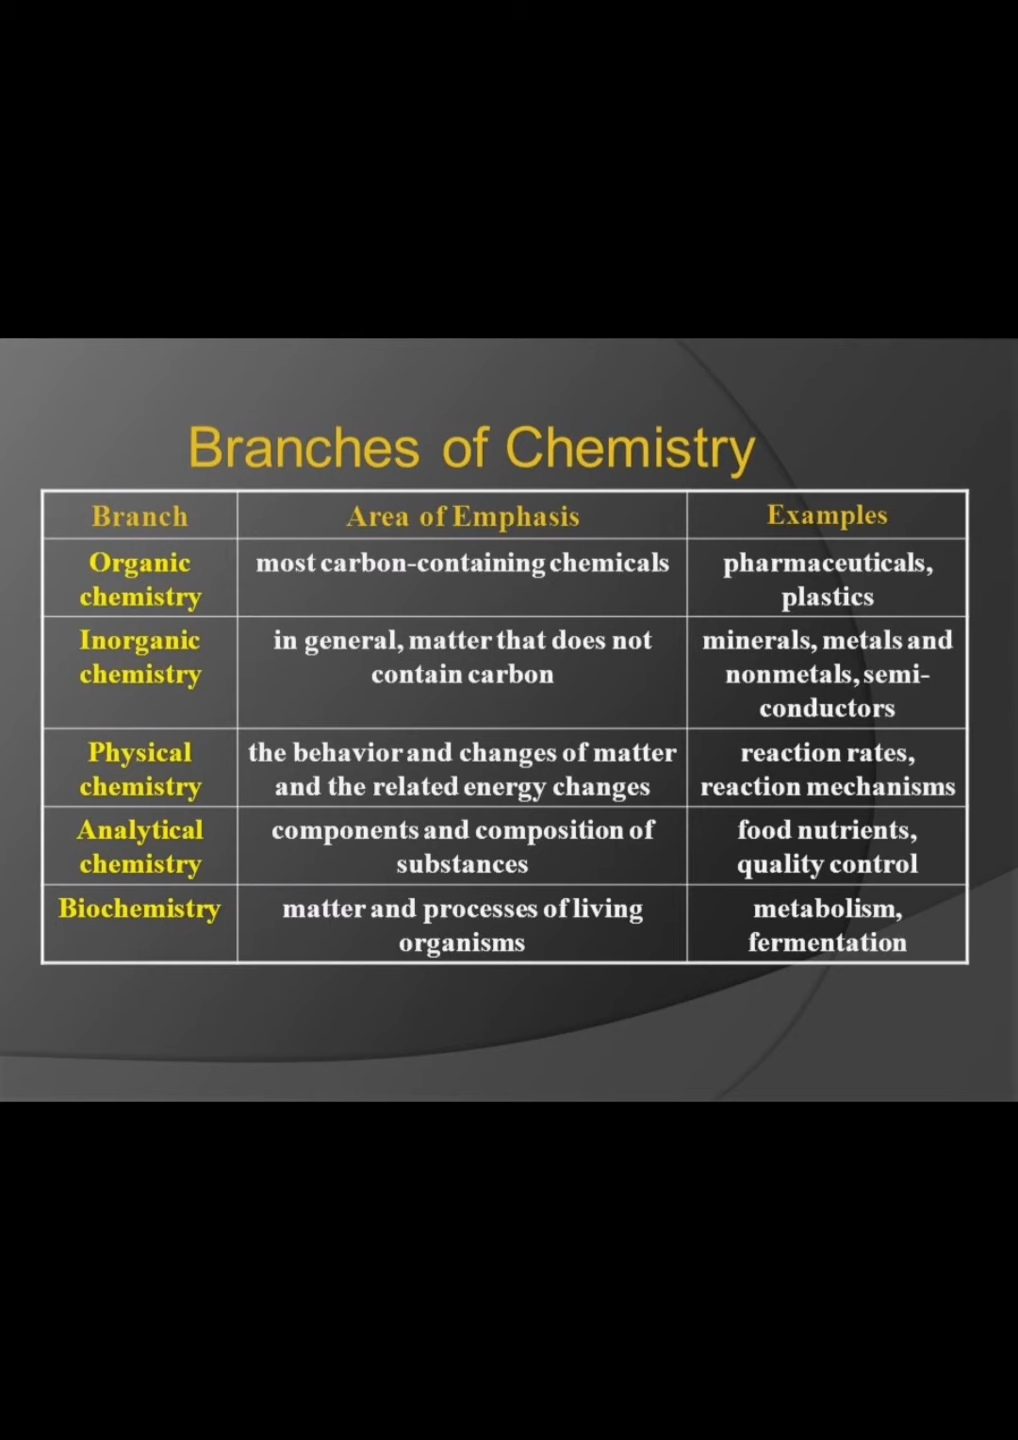 Branches of Chemistry
Branch Area of Emphasis Examples
Organic chemistry most carbon-containing chemicals pharmaceuticals, plastics
Inorganic chemistry in general, matter that does not contain carbon minerals, metals and nonmetals, semi-conductors
Physical chemistry the behavior and changes of matter and the related energy changes reaction rates, reaction mechanisms
Analytical chemistry components and composition of substances food nutrients, quality control
Biochemistry matter and processes of living organisms metabolism, fermentation